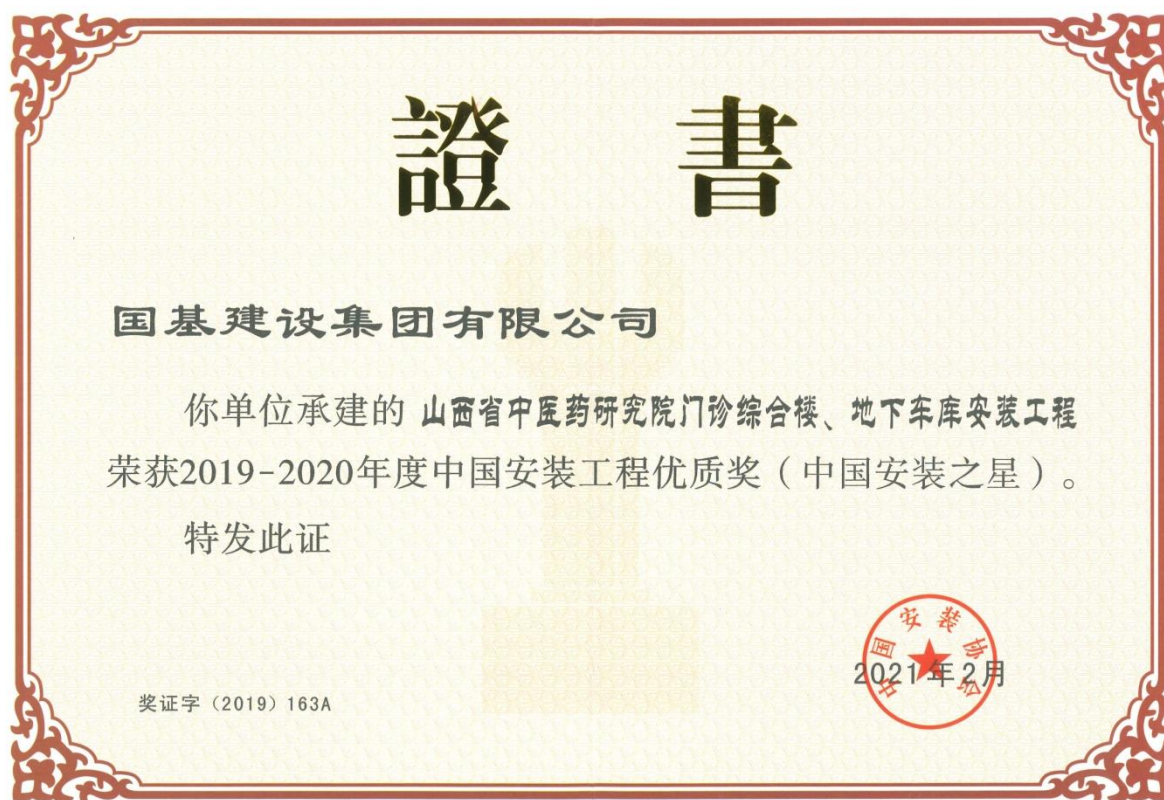 證 書
国基建设集团有限公司
你单位承建的 山西省中医药研究院门诊综合楼、地下车库安装工程
荣获2019-2020年度中国安装工程优质奖（中国安装之星）。
特发此证
中国安装协会
2021年2月
奖证字（2019）163A